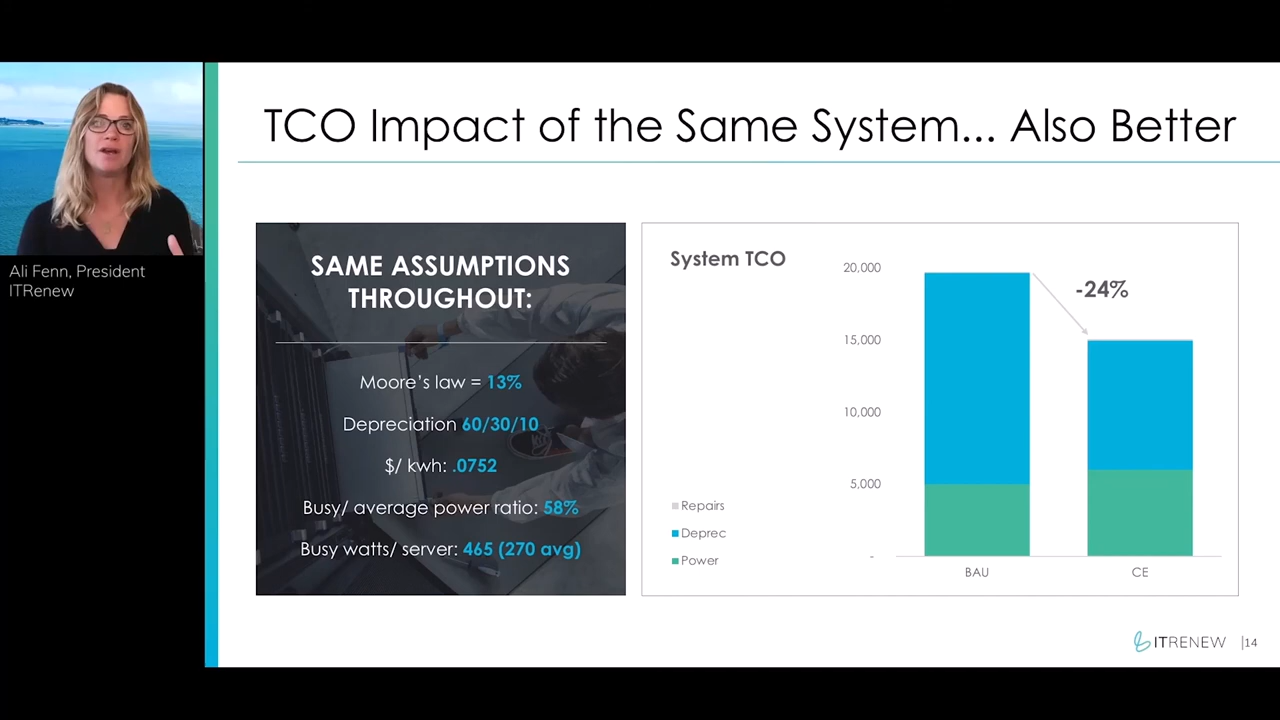 TCO Impact of the Same System... Also Better
Ali Fenn, President
ITRenew
SAME ASSUMPTIONS
THROUGHOUT:
Moore's law = 13%
Depreciation 60/30/10
$/ kwh: .0752
Busy/ average power ratio: 58%
Busy watts/ server: 465 (270 avg)
System TCO
20,000
15,000
10,000
5,000
-
-24%
Repairs
Deprec
Power
BAU
CE
ITRENEW |14